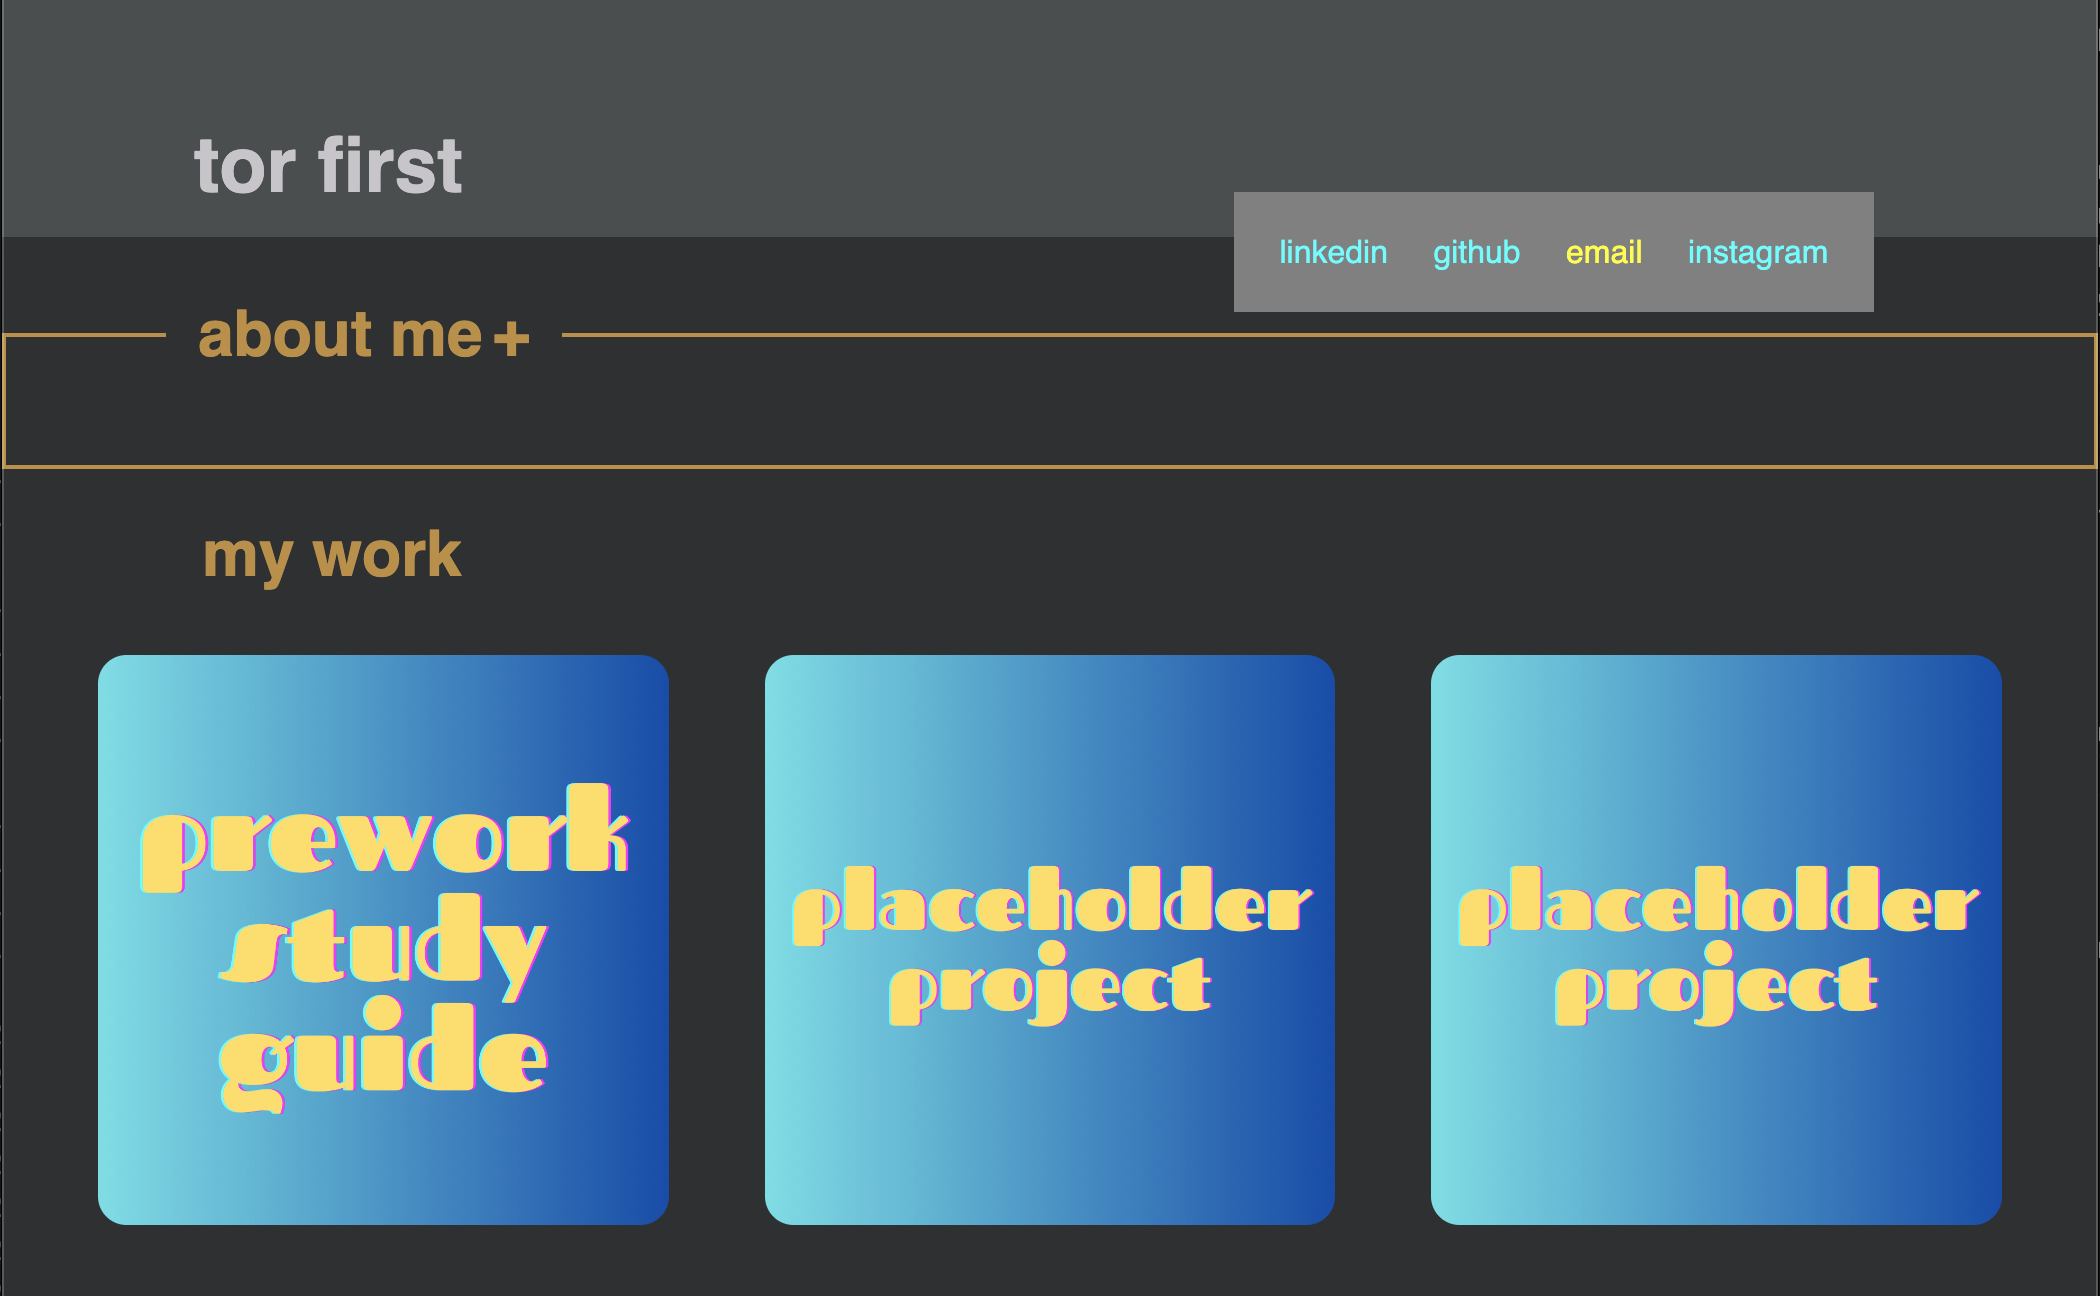 tor first
linkedin github email instagram
about me +
my work
prework
study
guide
placeholder
project
placeholder
project